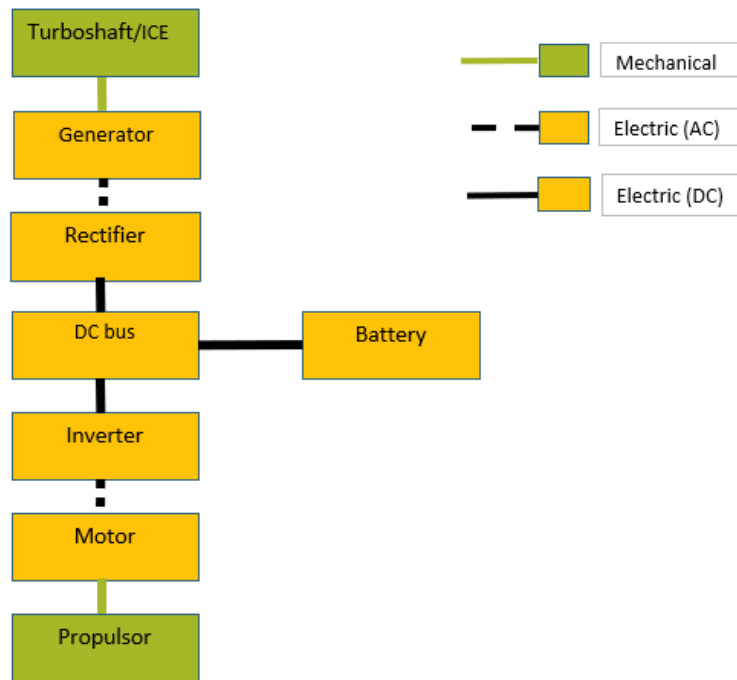 Turboshaft/ICE
Mechanical
Generator
Electric (AC)
Rectifier
Electric (DC)
DC bus
Battery
Inverter
Motor
Propulsor